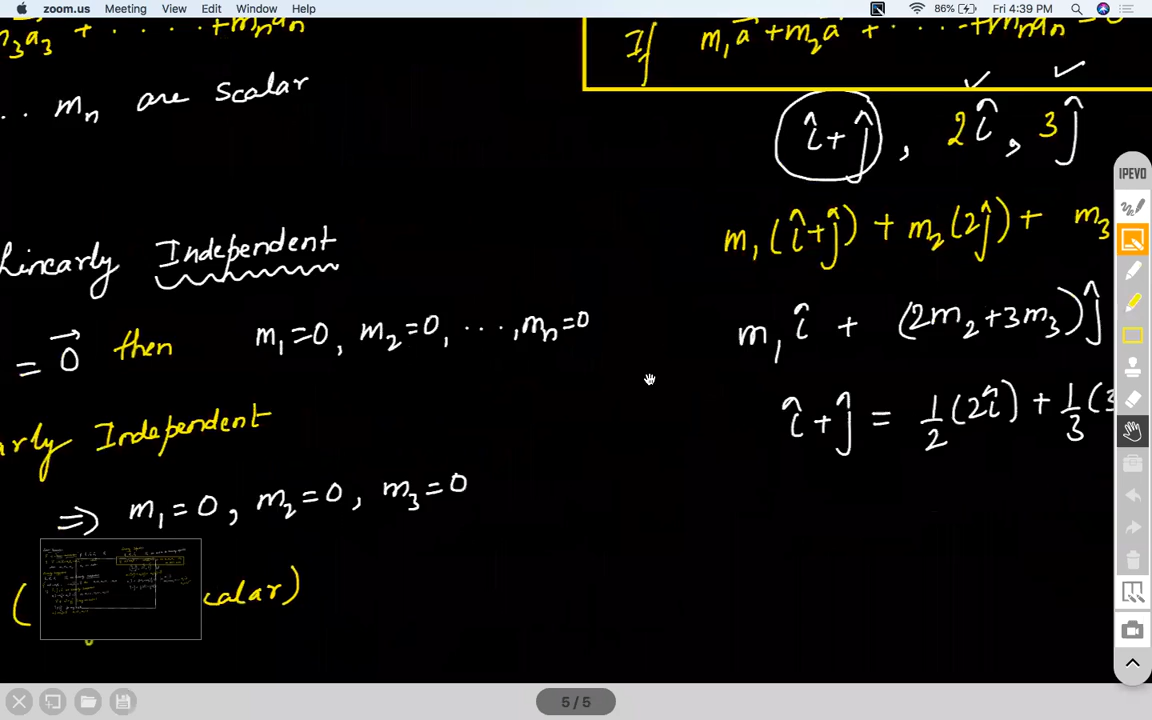 zoom.us Meeting View Edit Window Help 86% Fri 4:39 PM
m₃a⃗₃ + ..... + mₙaₙ
If m₁a⃗ + m₂a⃗ + ..... + mₙaₙ = 0
.. mₙ are scalar
î+ĵ, 2î, 3ĵ
IPEVO
m₁(î+ĵ) + m₂(2ĵ) + m₃
Linearly Independent
= 0⃗ then m₁=0, m₂=0, ...., mₙ=0
m₁î + (2m₂+3m₃)ĵ
î+ĵ = 1/2(2î) + 1/3(3
arly Independent
⇒ m₁=0, m₂=0, m₃=0
( calar)
5 / 5